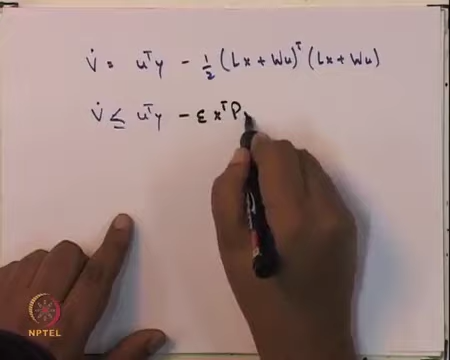 V̇ = uᵀy - ½ (Lx + Wu)ᵀ (Lx + Wu)
V̇ ≤ uᵀy - ε xᵀP
NPTEL